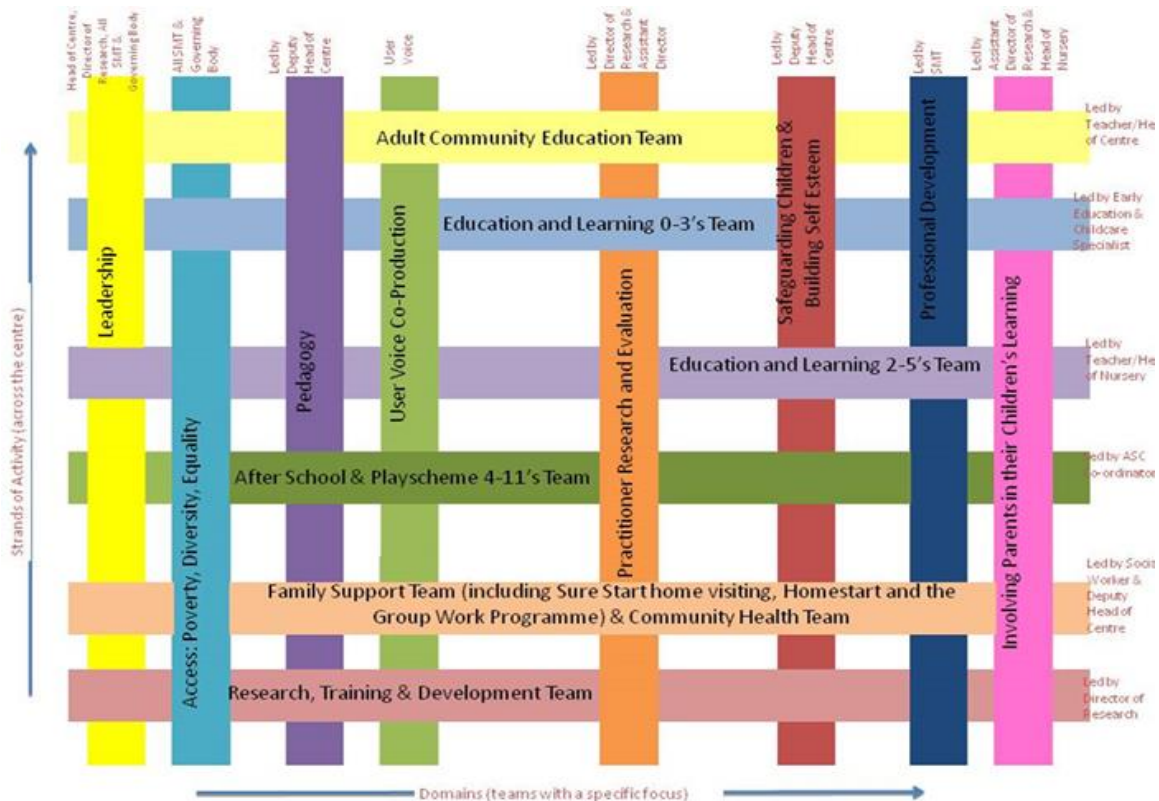 Head of Centre,
Director of
Research, All
SMT &
Governing Body
All SMT &
Governing
Body
Led by
Deputy
Head of
Centre
User
Voice
Led by
Director of
Research &
Assistant
Director
Led by
Deputy
Head of
Centre
Led by
SMT
Led by
Assistant
Director of
Research &
Head of
Nursery
Leadership
Access: Poverty, Diversity, Equality
Pedagogy
User Voice Co-Production
Practitioner Research and Evaluation
Safeguarding Children &
Building Self Esteem
Professional Development
Involving Parents in their Children's Learning
Adult Community Education Team
Led by
Teacher/He
of Centre
Education and Learning 0-3's Team
Led by Early
Education &
Childcare
Specialist
Education and Learning 2-5's Team
Led by
Teacher/He
of Nursery
After School & Playscheme 4-11's Team
Led by ASC
Co-ordinator
Family Support Team (including Sure Start home visiting, Homestart and the
Group Work Programme) & Community Health Team
Led by Socia
Worker &
Deputy
Head of
Centre
Research, Training & Development Team
Led by
Director of
Research
Strands of Activity (across the centre)
Domains (teams with a specific focus)